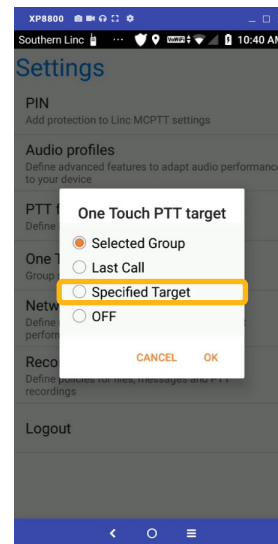 XP8800
Southern Linc ... VoWiFi 10:40 AM
Settings
PIN
Add protection to Linc MCPTT settings
Audio profiles
Define advanced features to adapt audio performance
to your device
PTT
Define
One Touch PTT target
Selected Group
One
Group
Last Call
Specified Target
Netw
Define
perform
OFF
CANCEL OK
Reco
Define policies for files, messages and PTT
recordings
Logout